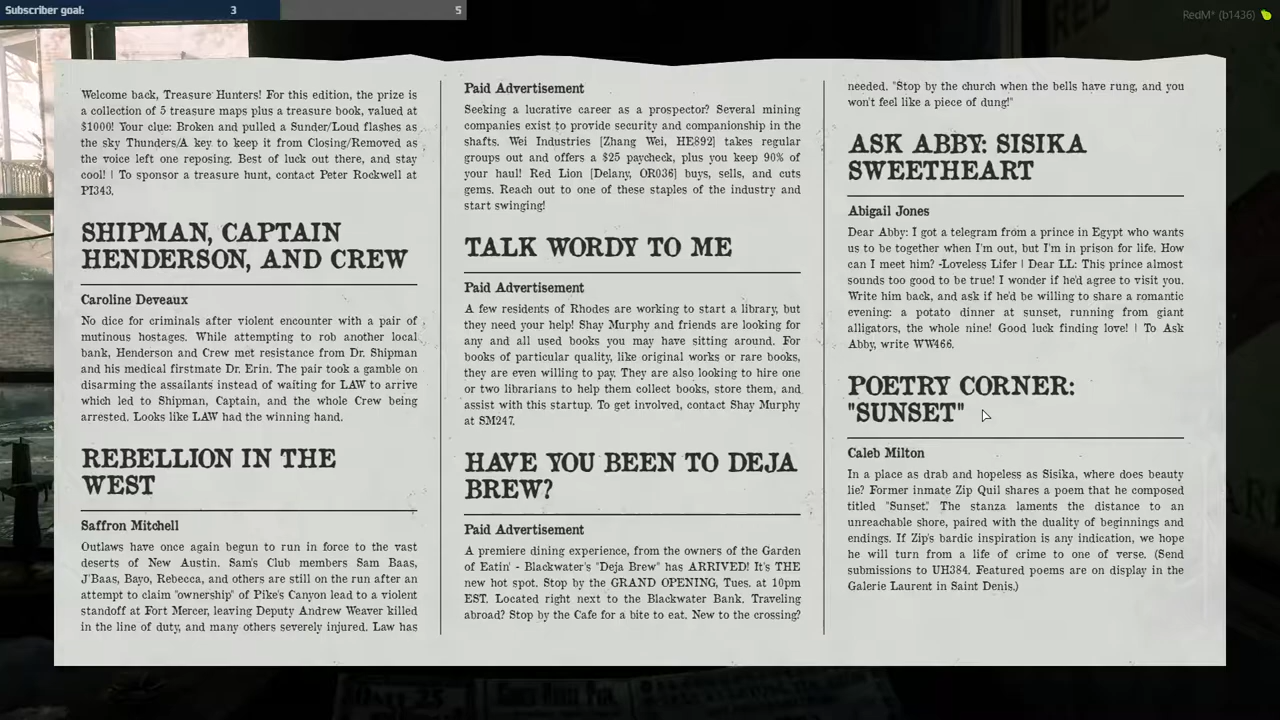 Subscriber goal: 3 5
RedM* (b1436)
Welcome back, Treasure Hunters! For this edition, the prize is
a collection of 5 treasure maps plus a treasure book, valued at
$1000! Your clue: Broken and pulled a Sunder/Loud flashes as
the sky Thunders/A key to keep it from Closing/Removed as
the voice left one reposing. Best of luck out there, and stay
cool! | To sponsor a treasure hunt, contact Peter Rockwell at
PI343.
SHIPMAN, CAPTAIN
HENDERSON, AND CREW
Caroline Deveaux
No dice for criminals after violent encounter with a pair of
mutinous hostages. While attempting to rob another local
bank, Henderson and Crew met resistance from Dr. Shipman
and his medical firstmate Dr. Erin. The pair took a gamble on
disarming the assailants instead of waiting for LAW to arrive
which led to Shipman, Captain, and the whole Crew being
arrested. Looks like LAW had the winning hand.
REBELLION IN THE
WEST
Saffron Mitchell
Outlaws have once again begun to run in force to the vast
deserts of New Austin. Sam's Club members Sam Baas,
J'Baas, Bayo, Rebecca, and others are still on the run after an
attempt to claim "ownership" of Pike's Canyon lead to a violent
standoff at Fort Mercer, leaving Deputy Andrew Weaver killed
in the line of duty, and many others severely injured. Law has
Paid Advertisement
Seeking a lucrative career as a prospector? Several mining
companies exist to provide security and companionship in the
shafts. Wei Industries [Zhang Wei, HE892] takes regular
groups out and offers a $25 paycheck, plus you keep 90% of
your haul! Red Lion [Delany, OR036] buys, sells, and cuts
gems. Reach out to one of these staples of the industry and
start swinging!
TALK WORDY TO ME
Paid Advertisement
A few residents of Rhodes are working to start a library, but
they need your help! Shay Murphy and friends are looking for
any and all used books you may have sitting around. For
books of particular quality, like original works or rare books,
they are even willing to pay. They are also looking to hire one
or two librarians to help them collect books, store them, and
assist with this startup. To get involved, contact Shay Murphy
at SM247.
HAVE YOU BEEN TO DEJA
BREW?
Paid Advertisement
A premiere dining experience, from the owners of the Garden
of Eatin' - Blackwater's "Deja Brew" has ARRIVED! It's THE
new hot spot. Stop by the GRAND OPENING, Tues. at 10pm
EST. Located right next to the Blackwater Bank. Traveling
abroad? Stop by the Cafe for a bite to eat. New to the crossing?
needed. "Stop by the church when the bells have rung, and you
won't feel like a piece of dung!"
ASK ABBY: SISIKA
SWEETHEART
Abigail Jones
Dear Abby: I got a telegram from a prince in Egypt who wants
us to be together when I'm out, but I'm in prison for life. How
can I meet him? -Loveless Lifer | Dear LL: This prince almost
sounds too good to be true! I wonder if he'd agree to visit you.
Write him back, and ask if he'd be willing to share a romantic
evening: a potato dinner at sunset, running from giant
alligators, the whole nine! Good luck finding love! | To Ask
Abby, write WW466.
POETRY CORNER:
"SUNSET"
Caleb Milton
In a place as drab and hopeless as Sisika, where does beauty
lie? Former inmate Zip Quil shares a poem that he composed
titled "Sunset." The stanza laments the distance to an
unreachable shore, paired with the duality of beginnings and
endings. If Zip's bardic inspiration is any indication, we hope
he will turn from a life of crime to one of verse. (Send
submissions to UH384. Featured poems are on display in the
Galerie Laurent in Saint Denis.)